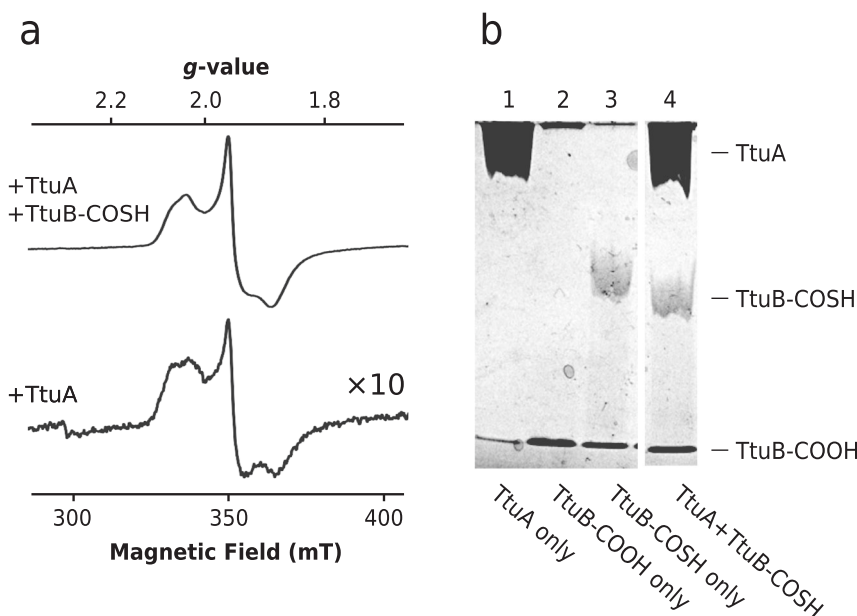 a
g-value
2.2 2.0 1.8
+TtuA
+TtuB-COSH
+TtuA
×10
300 350 400
Magnetic Field (mT)
b
1 2 3 4
TtuA
TtuB-COSH
TtuB-COOH
TtuA only
TtuB-COOH only
TtuB-COSH only
TtuA+TtuB-COSH